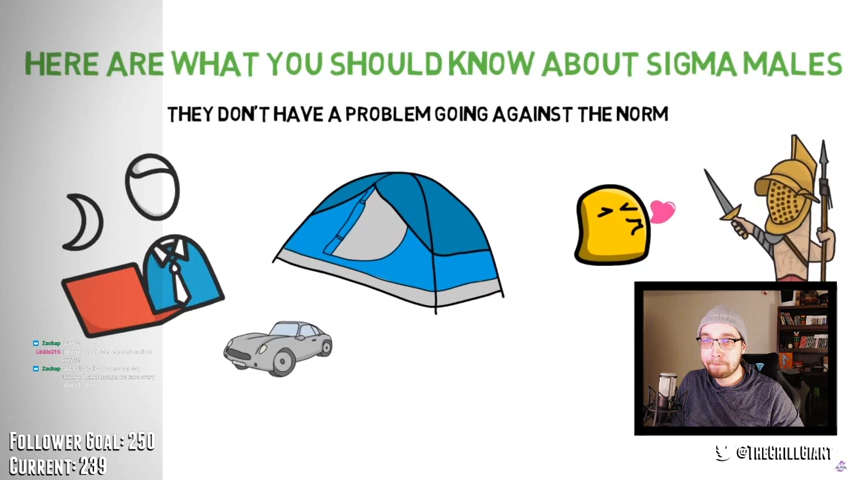 HERE ARE WHAT YOU SHOULD KNOW ABOUT SIGMA MALES
THEY DON'T HAVE A PROBLEM GOING AGAINST THE NORM
Zachap
Zachap
FOLLOWER GOAL: 250
CURRENT: 239
@THECHILLGIANT